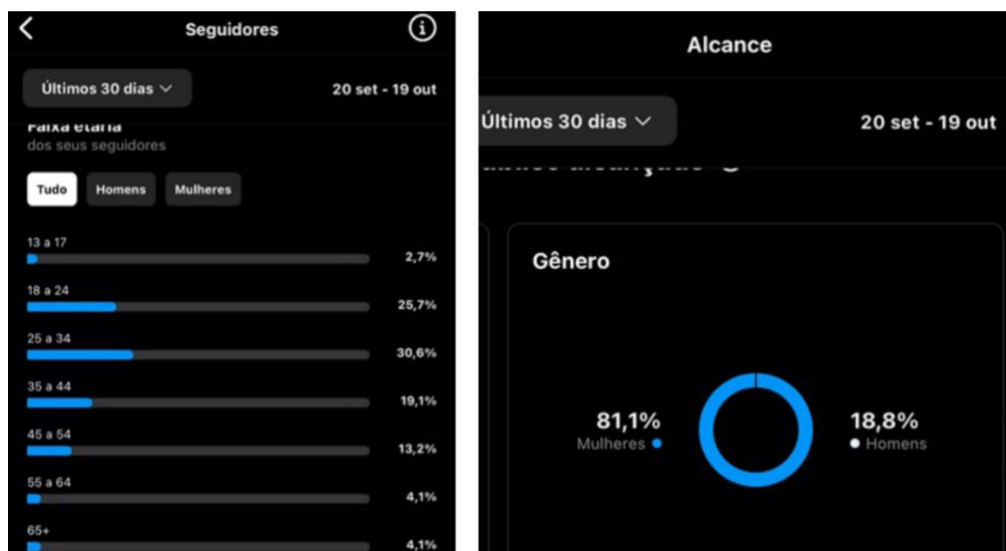 Seguidores
Últimos 30 dias
20 set - 19 out
Faixa etária
dos seus seguidores
Tudo
Homens
Mulheres
13 a 17
2,7%
18 a 24
25,7%
25 a 34
30,6%
35 a 44
19,1%
45 a 54
13,2%
55 a 64
4,1%
65+
4,1%
Alcance
Últimos 30 dias
20 set - 19 out
Gênero
81,1%
Mulheres
18,8%
Homens